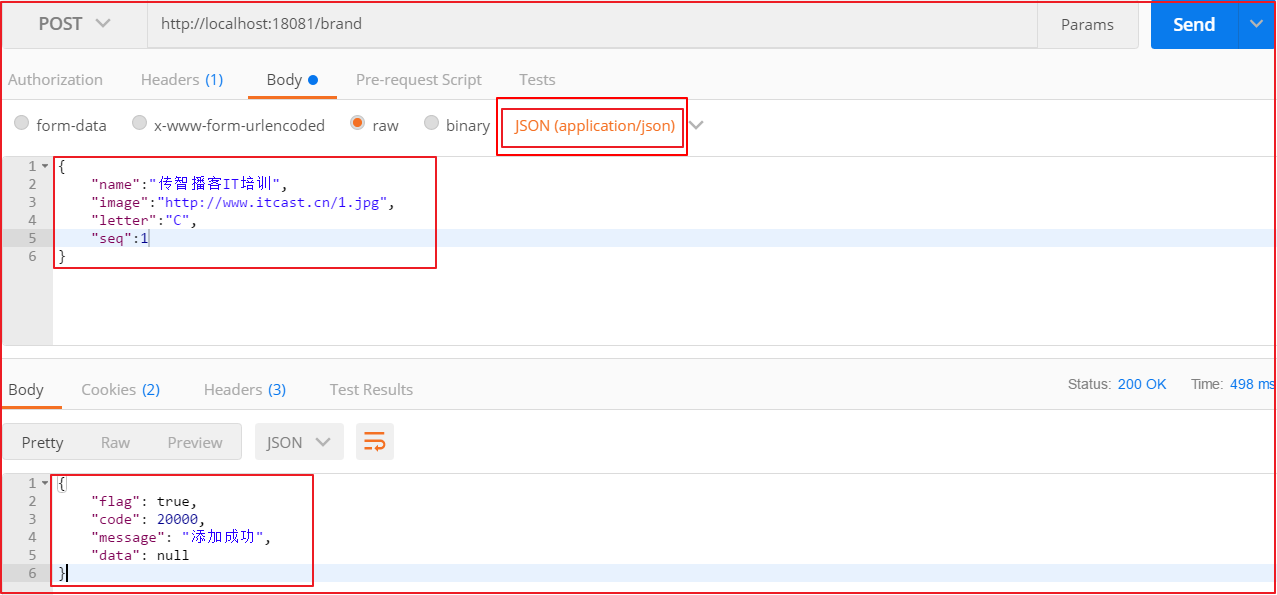 POST http://localhost:18081/brand Params Send
Authorization Headers (1) Body Pre-request Script Tests
form-data x-www-form-urlencoded raw binary JSON (application/json)
1 {
2 "name":"传智播客IT培训",
3 "image":"http://www.itcast.cn/1.jpg",
4 "letter":"C",
5 "seq":1
6 }
Body Cookies (2) Headers (3) Test Results Status: 200 OK Time: 498 ms
Pretty Raw Preview JSON
1 {
2 "flag": true,
3 "code": 20000,
4 "message": "添加成功",
5 "data": null
6 }